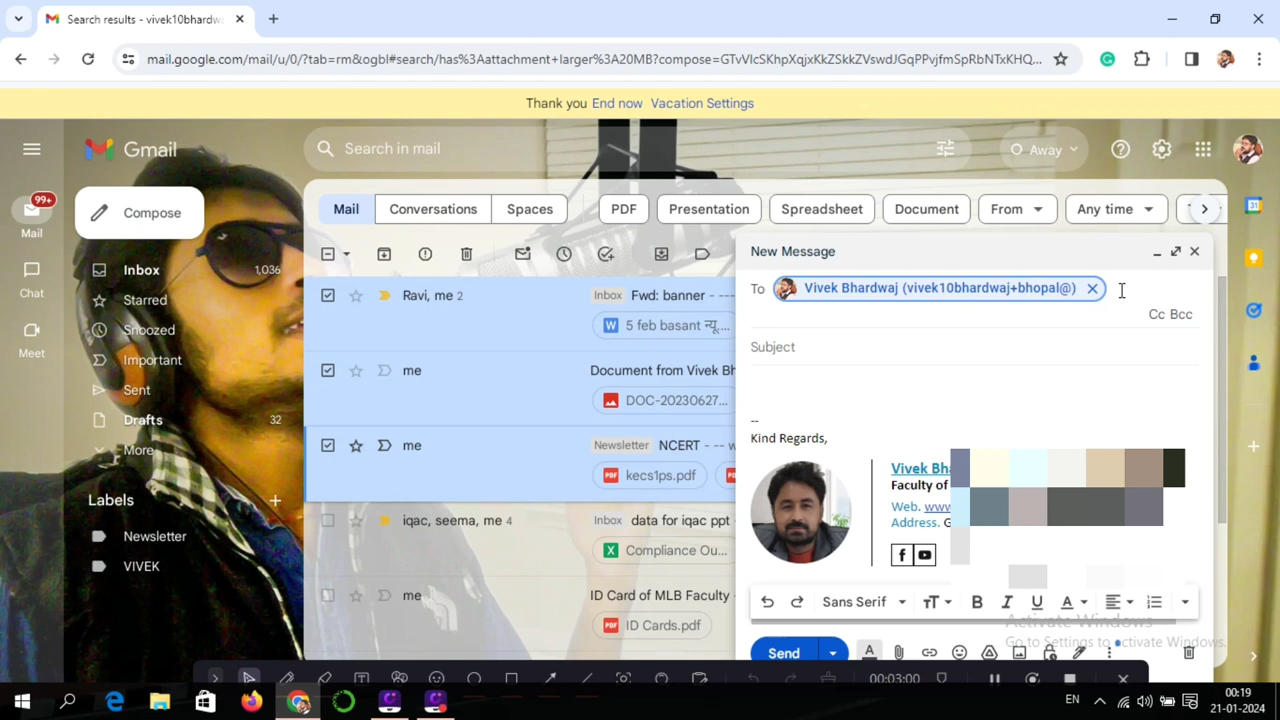 Search results - vivek10bhardw
mail.google.com/mail/u/0/?tab=rm&ogbl#search/has%3Aattachment+larger%3A20MB?compose=GTvVlcSKhpXqjxKkZSkkZVswdJGqPPvjfmSpRbNTxKHQ...
Thank you End now Vacation Settings
Gmail
Search in mail
Away
99+
Mail
Chat
Meet
Compose
Inbox 1,036
Starred
Snoozed
Important
Sent
Drafts 32
More
Labels
Newsletter
VIVEK
Mail Conversations Spaces PDF Presentation Spreadsheet Document From Any time
Ravi, me 2 Inbox Fwd: banner - ---
5 feb basant न्यू...
me Document from Vivek Bh
DOC-20230627...
me Newsletter NCERT - --- w
kecs1ps.pdf
iqac, seema, me 4 Inbox data for iqac ppt -
Compliance Ou...
me ID Card of MLB Faculty -
ID Cards.pdf
New Message
To Vivek Bhardwaj (vivek10bhardwaj+bhopal@)
Cc Bcc
Subject
--
Kind Regards,
Vivek Bha
Faculty of
Web. www
Address. G
Sans Serif
Send
Activate Windows
Go to Settings to activate Windows.
00:03:00
EN
00:19
21-01-2024